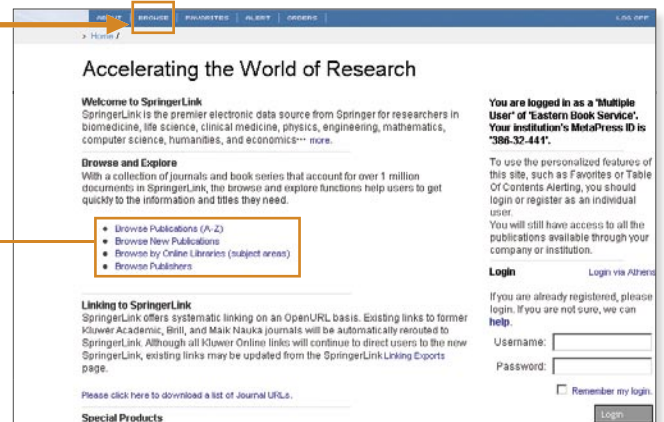 ABOUT | BROWSE | FAVORITES | ALERT | ORDERS | LOG OFF
> Home /
Accelerating the World of Research
Welcome to SpringerLink
SpringerLink is the premier electronic data source from Springer for researchers in
biomedicine, life science, clinical medicine, physics, engineering, mathematics,
computer science, humanities, and economics··· more.
Browse and Explore
With a collection of journals and book series that account for over 1 million
documents in SpringerLink, the browse and explore functions help users to get
quickly to the information and titles they need.
• Browse Publications (A-Z)
• Browse New Publications
• Browse by Online Libraries (subject areas)
• Browse Publishers
Linking to SpringerLink
SpringerLink offers systematic linking on an OpenURL basis. Existing links to former
Kluwer Academic, Brill, and Maik Nauka journals will be automatically rerouted to
SpringerLink. Although all Kluwer Online links will continue to direct users to the new
SpringerLink, existing links may be updated from the SpringerLink Linking Exports
page.
Please click here to download a list of Journal URLs.
Special Products
You are logged in as a 'Multiple
User' of 'Eastern Book Service'.
Your institution's MetaPress ID is
'386-32-441'.
To use the personalized features of
this site, such as Favorites or Table
Of Contents Alerting, you should
login or register as an individual
user.
You will still have access to all the
publications available through your
company or institution.
Login Login via Athens
If you are already registered, please
login. If you are not sure, we can
help.
Username:
Password:
Remember my login.
Login